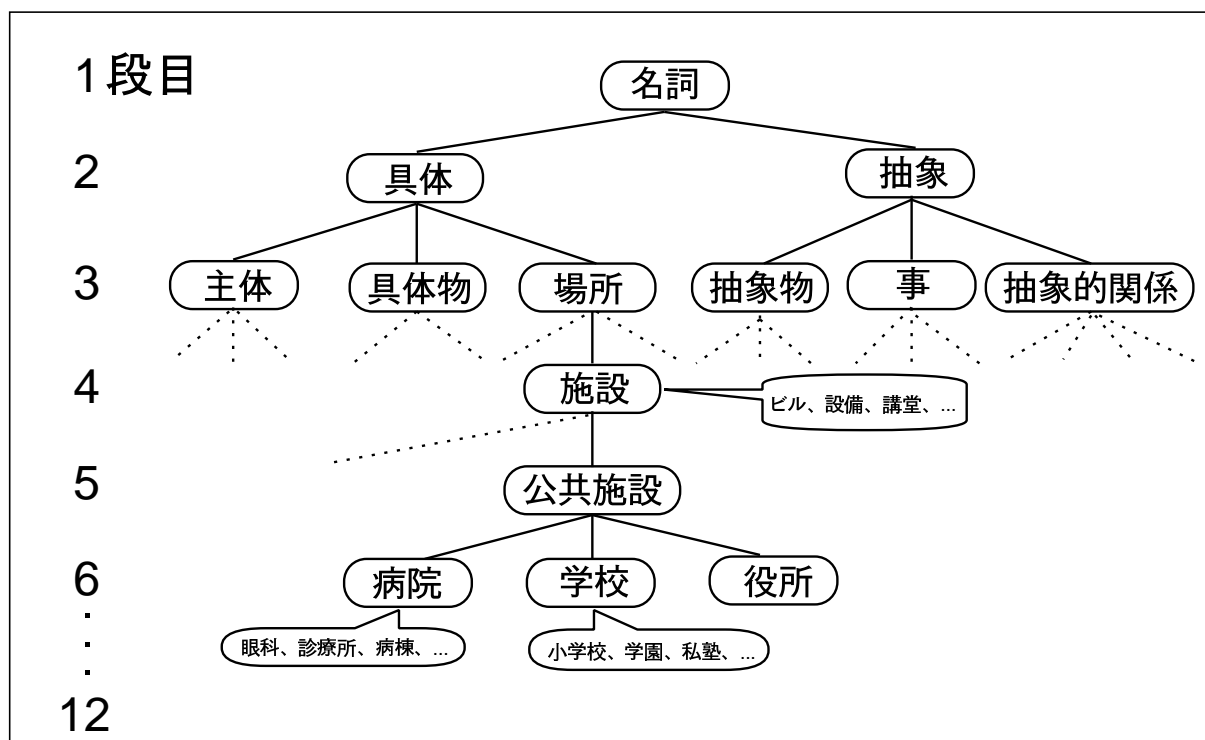 1段目
名詞
2
具体
抽象
3
主体
具体物
場所
抽象物
事
抽象的関係
4
施設
ビル、設備、講堂、...
5
公共施設
6
病院
学校
役所
眼科、診療所、病棟、...
小学校、学園、私塾、...
12